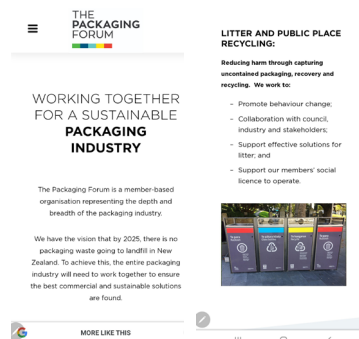 THE
PACKAGING
FORUM
WORKING TOGETHER
FOR A SUSTAINABLE
PACKAGING
INDUSTRY
The Packaging Forum is a member-based
organisation representing the depth and
breadth of the packaging industry.
We have the vision that by 2025, there is no
packaging waste going to landfill in New
Zealand. To achieve this, the entire packaging
industry will need to work together to ensure
the best commercial and sustainable solutions
are found.
MORE LIKE THIS
LITTER AND PUBLIC PLACE
RECYCLING:
Reducing harm through capturing
uncontained packaging, recovery and
recycling. We work to:
– Promote behaviour change;
– Collaboration with council,
industry and stakeholders;
– Support effective solutions for
litter; and
– Support our members' social
licence to operate.